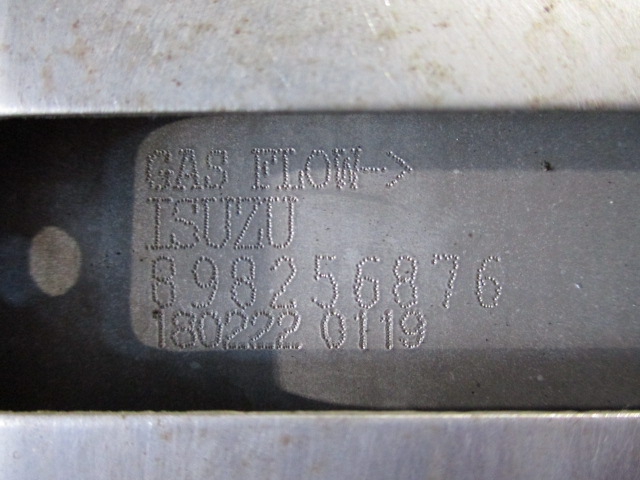 GAS FLOW->
ISUZU
898256876
180222 0119